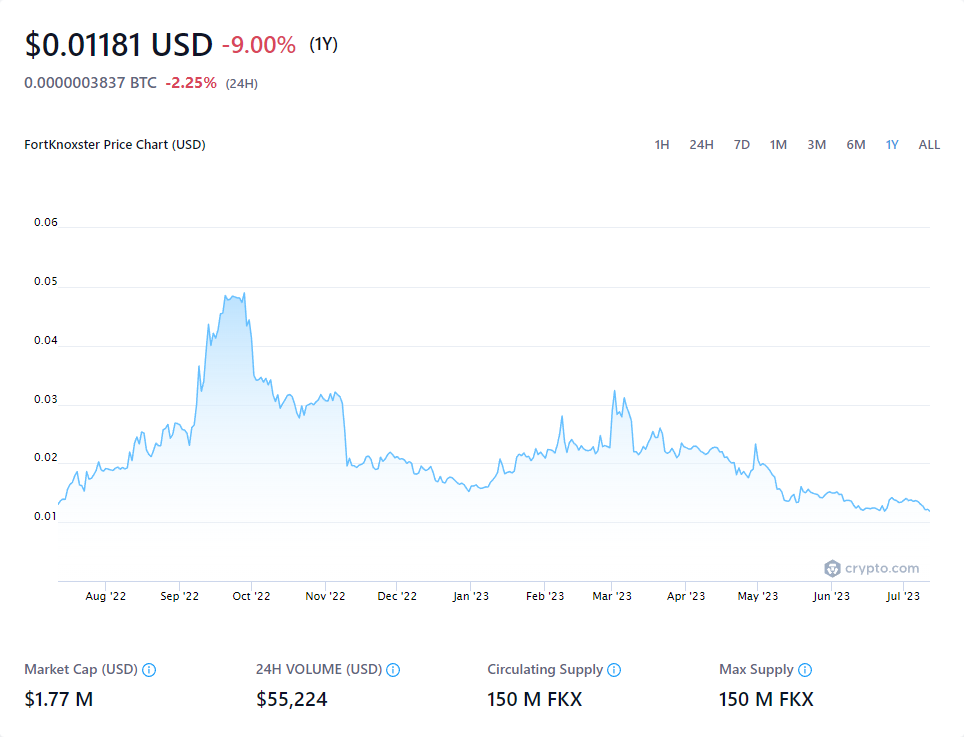 $0.01181 USD -9.00% (1Y)
0.0000003837 BTC -2.25% (24H)
FortKnoxster Price Chart (USD) 1H 24H 7D 1M 3M 6M 1Y ALL
0.06
0.05
0.04
0.03
0.02
0.01
crypto.com
Aug '22 Sep '22 Oct '22 Nov '22 Dec '22 Jan '23 Feb '23 Mar '23 Apr '23 May '23 Jun '23 Jul '23
Market Cap (USD) 24H VOLUME (USD) Circulating Supply Max Supply
$1.77 M $55,224 150 M FKX 150 M FKX